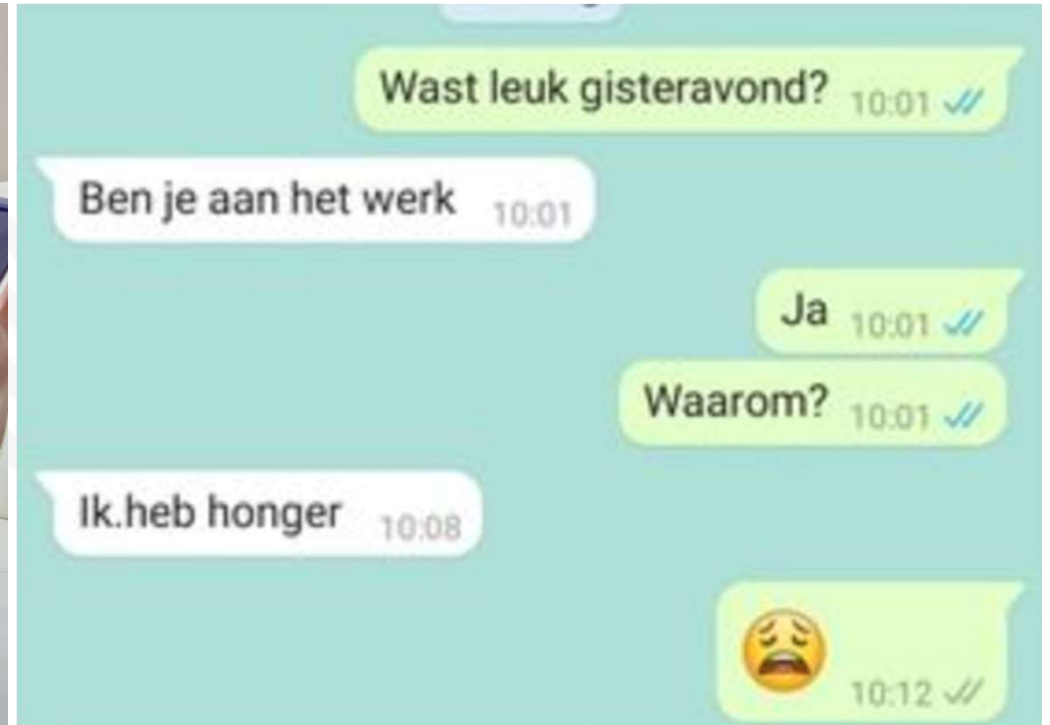 Wast leuk gisteravond? 10:01
Ben je aan het werk 10:01
Ja 10:01
Waarom? 10:01
Ik.heb honger 10:08
😩 10:12